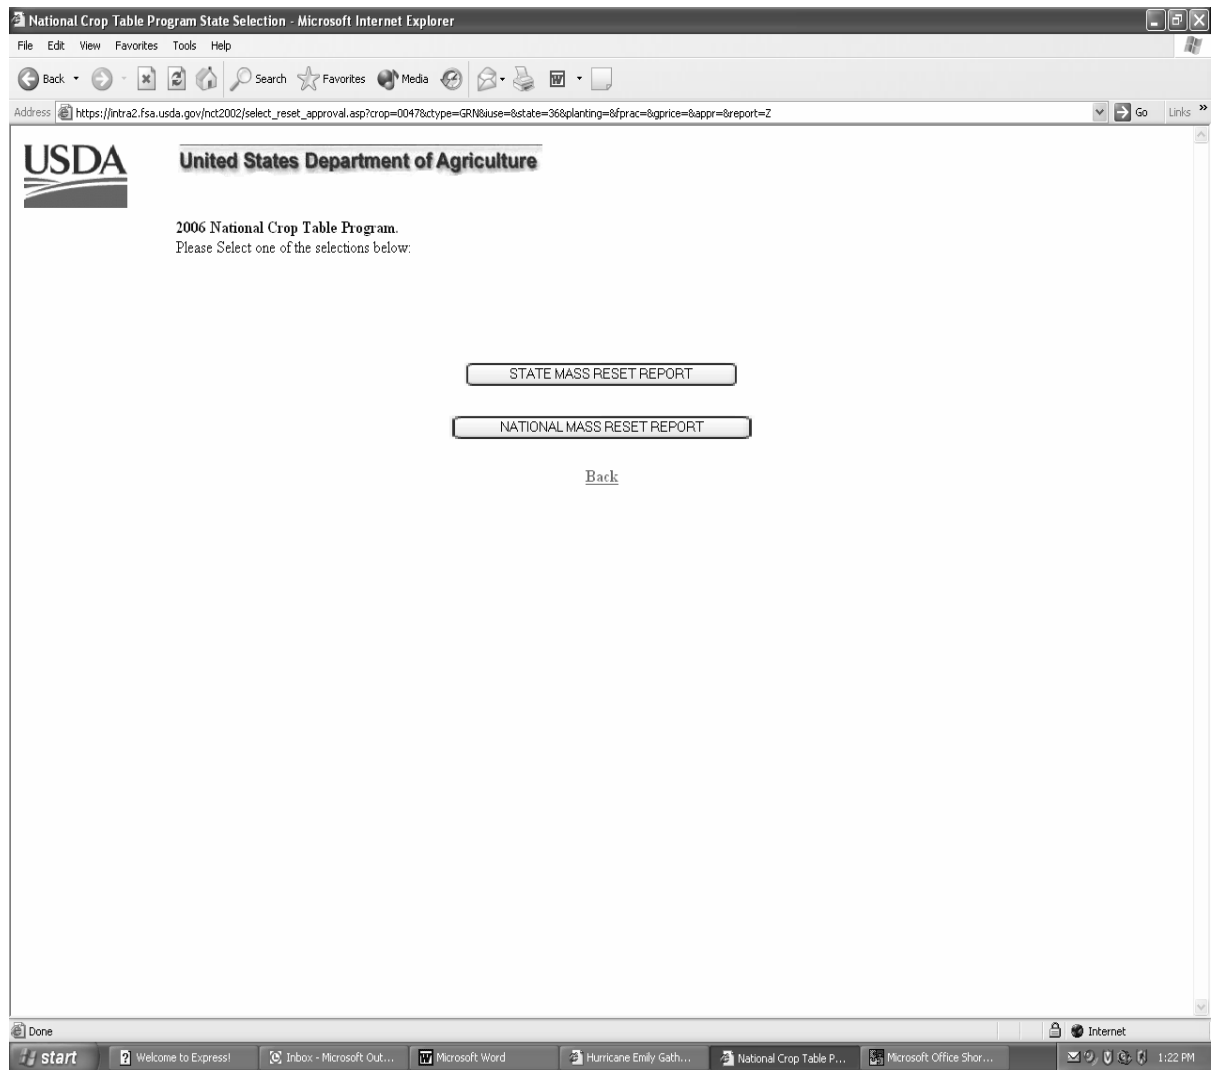 National Crop Table Program State Selection - Microsoft Internet Explorer
File Edit View Favorites Tools Help
Back Search Favorites Media
Address https://intra2.fsa.usda.gov/nct2002/select_reset_approval.asp?crop=0047&ctype=GRN&iuse=&state=36&planting=&fprac=&gprice=&appr=&report=Z Go Links »
USDA United States Department of Agriculture
2006 National Crop Table Program.
Please Select one of the selections below:
STATE MASS RESET REPORT
NATIONAL MASS RESET REPORT
Back
Done Internet
start Welcome to Express! Inbox - Microsoft Out... Microsoft Word Hurricane Emily Gath... National Crop Table P... Microsoft Office Shor... 1:22 PM